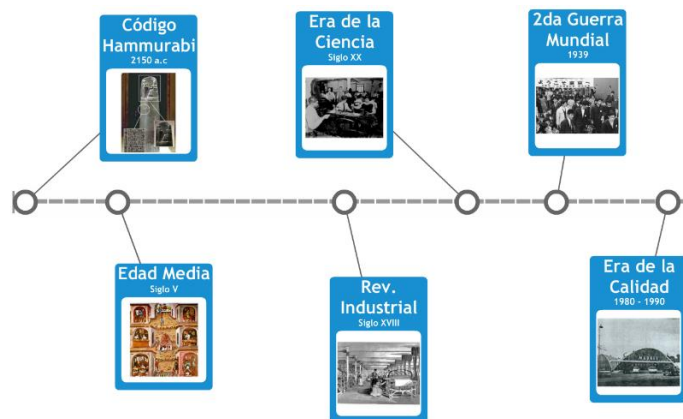 Código
Hammurabi
2150 a.c
Era de la
Ciencia
Siglo XX
2da Guerra
Mundial
1939
Edad Media
Siglo V
Rev.
Industrial
Siglo XVIII
Era de la
Calidad
1980 - 1990